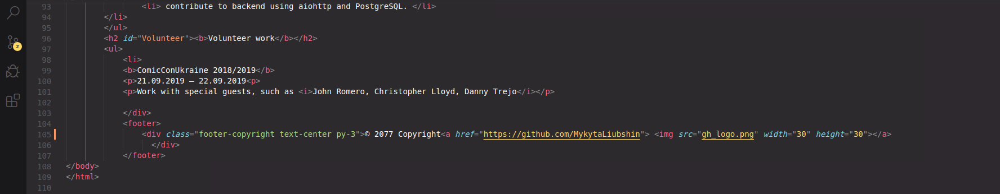 93 <li> contribute to backend using aiohttp and PostgreSQL. </li>
94 </li>
95 </ul>
96 <h2 id="Volunteer"><b>Volunteer work</b></h2>
97 <ul>
98 <li>
99 <b>ComicConUkraine 2018/2019</b>
100 <p>21.09.2019 – 22.09.2019<p>
101 <p>Work with special guests, such as <i>John Romero, Christopher Lloyd, Danny Trejo</i></p>
102
103 </div>
104 <footer>
105 <div class="footer-copyright text-center py-3">© 2077 Copyright<a href="https://github.com/MykytaLiubshin"> <img src="gh_logo.png" width="30" height="30"></a>
106 </div>
107 </footer>
108 </body>
109 </html>
110
2